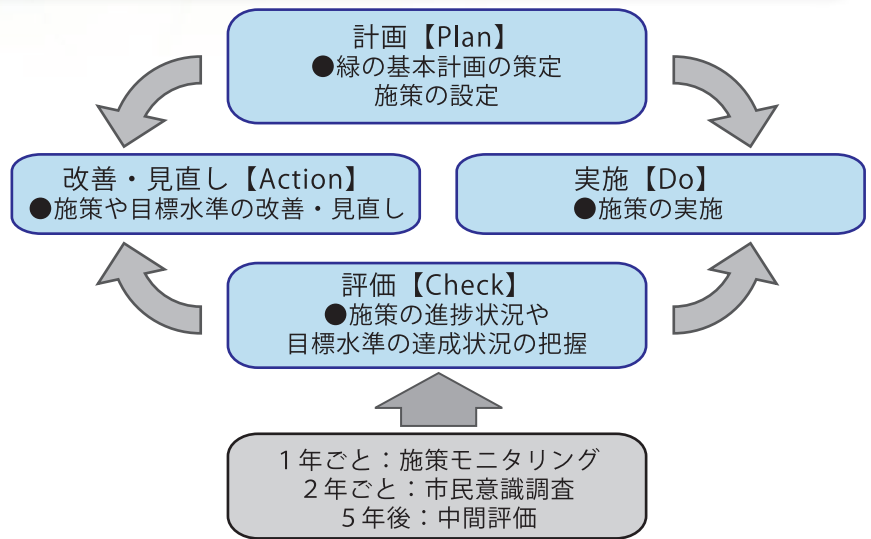 計画【Plan】
●緑の基本計画の策定
施策の設定
改善・見直し【Action】
●施策や目標水準の改善・見直し
実施【Do】
●施策の実施
評価【Check】
●施策の進捗状況や
目標水準の達成状況の把握
1年ごと：施策モニタリング
2年ごと：市民意識調査
5年後：中間評価